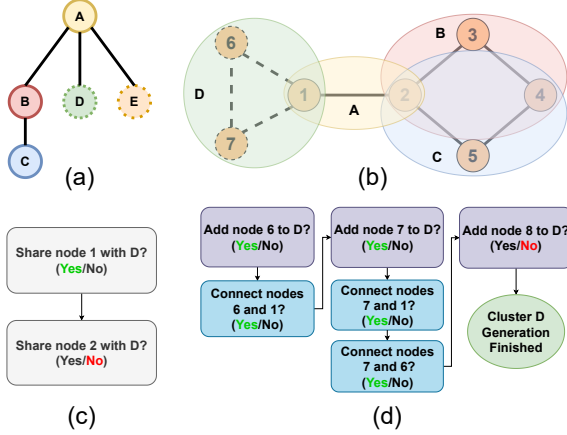 A
B
D
E
C
(a)
6
7
D
1
A
2
B
3
4
5
C
(b)
Share node 1 with D?
(Yes/No)
Share node 2 with D?
(Yes/No)
(c)
Add node 6 to D?
(Yes/No)
Connect nodes
6 and 1?
(Yes/No)
Add node 7 to D?
(Yes/No)
Connect nodes
7 and 1?
(Yes/No)
Connect nodes
7 and 6?
(Yes/No)
Add node 8 to D?
(Yes/No)
Cluster D
Generation
Finished
(d)